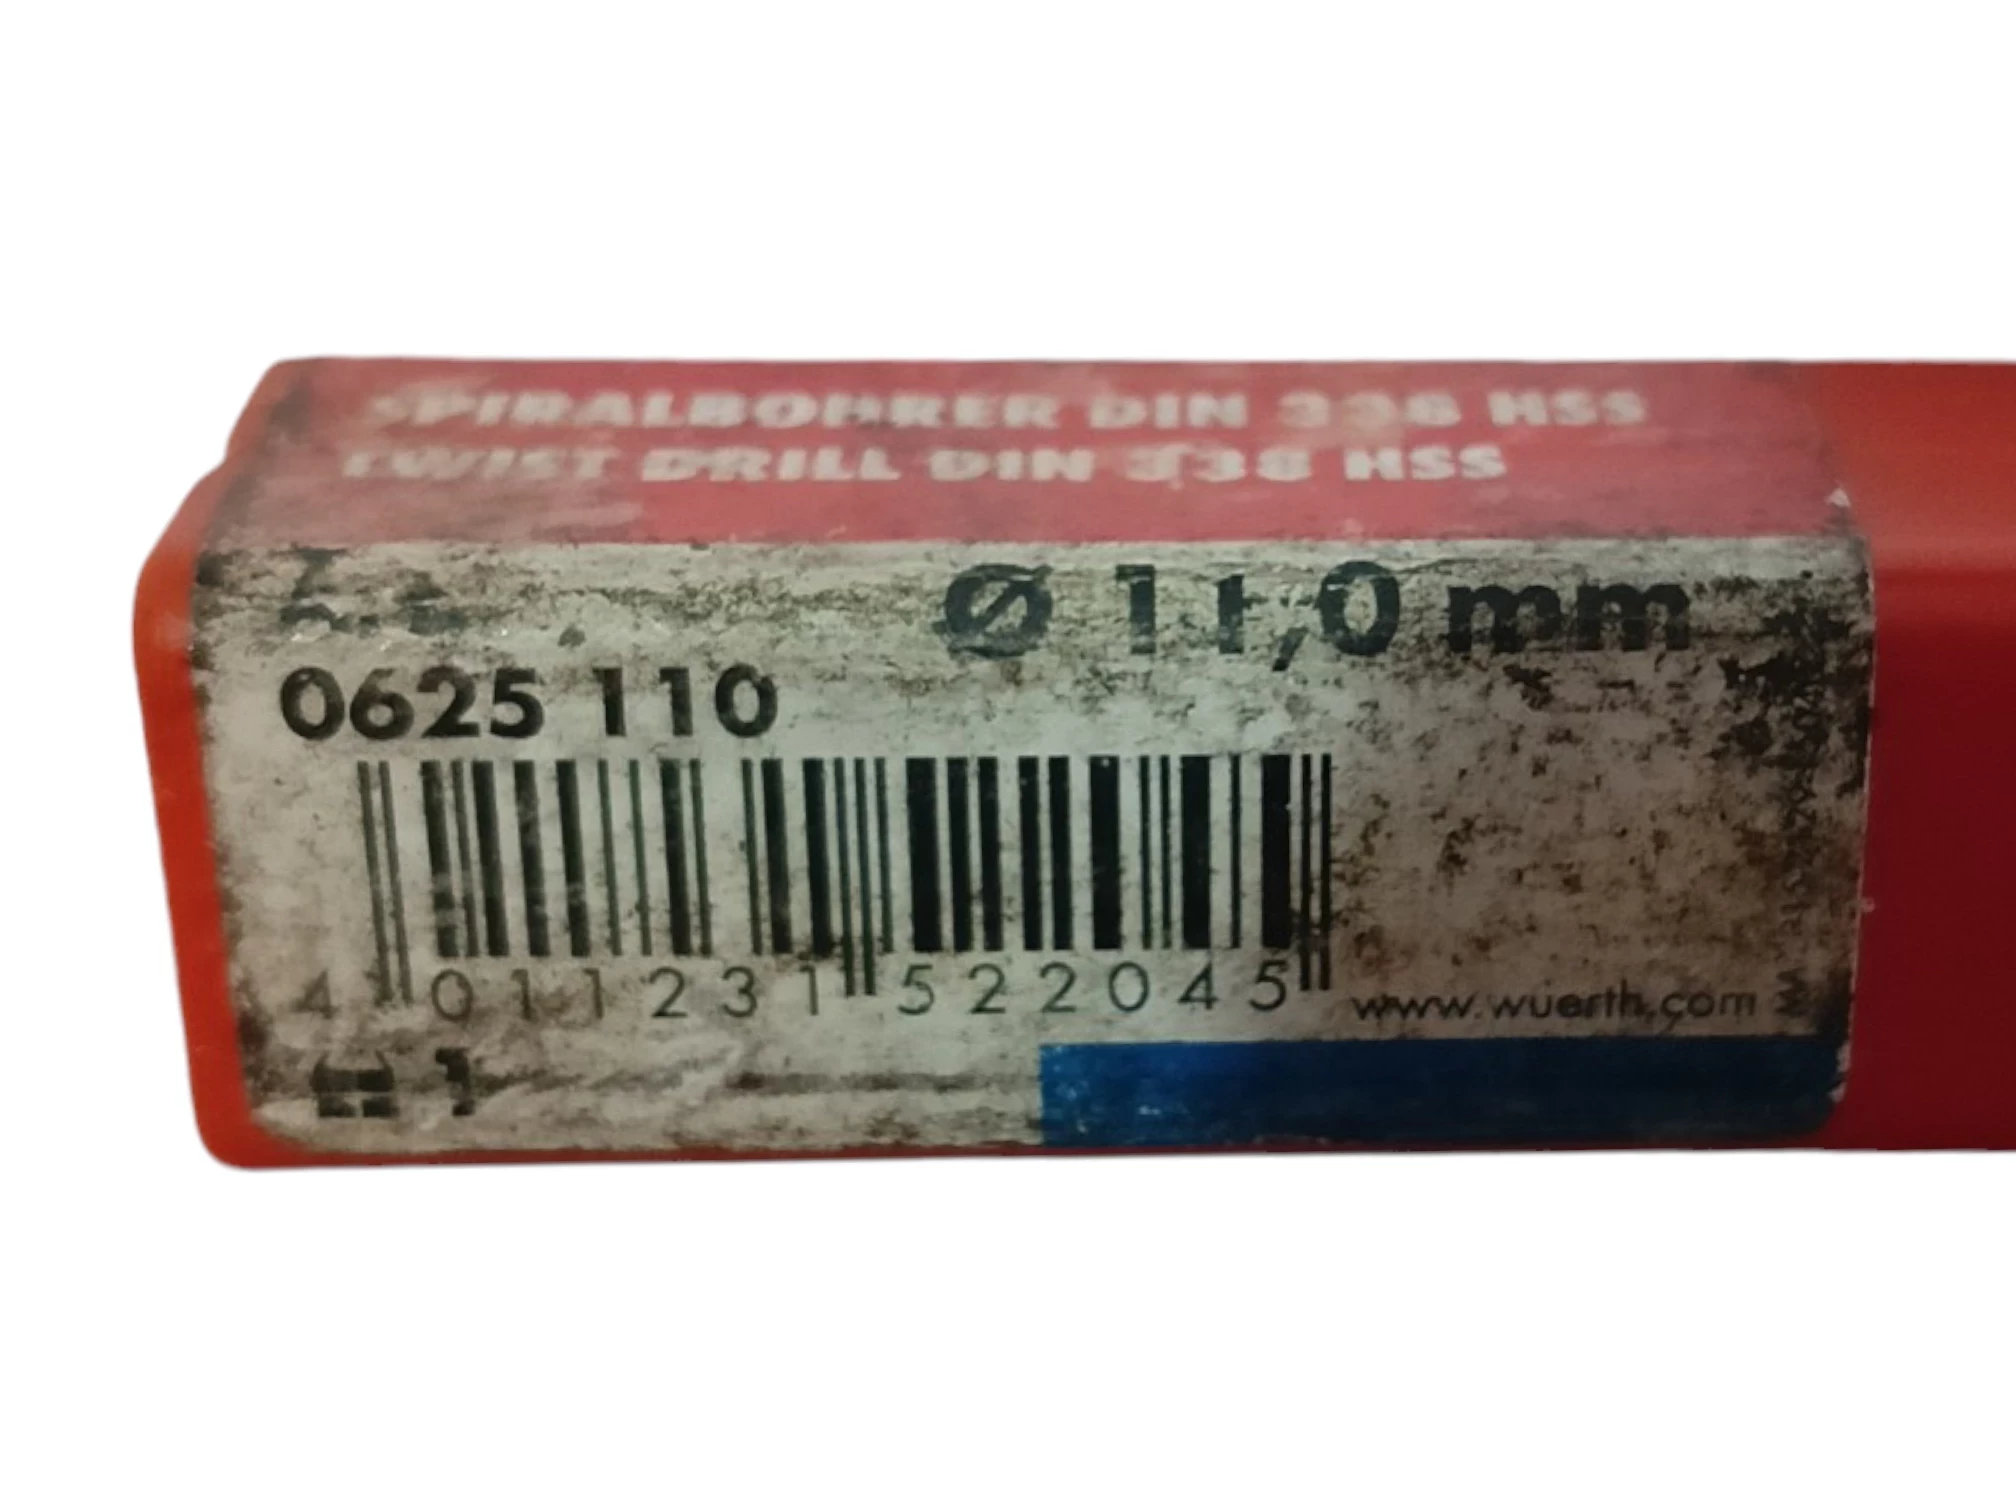 SPIRALBOHRER DIN 338 HSS
TWIST DRILL DIN 338 HSS
Ø 11,0 mm
0625 110
4 011231 522045
www.wuerth.com
1